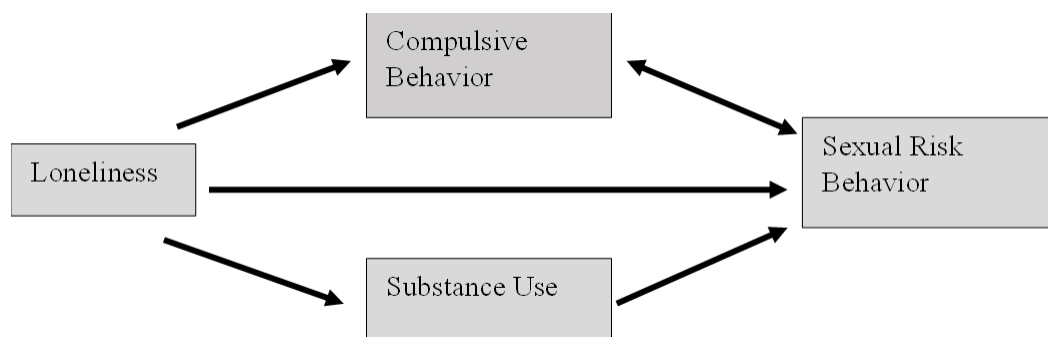 Compulsive
Behavior
Loneliness
Sexual Risk
Behavior
Substance Use